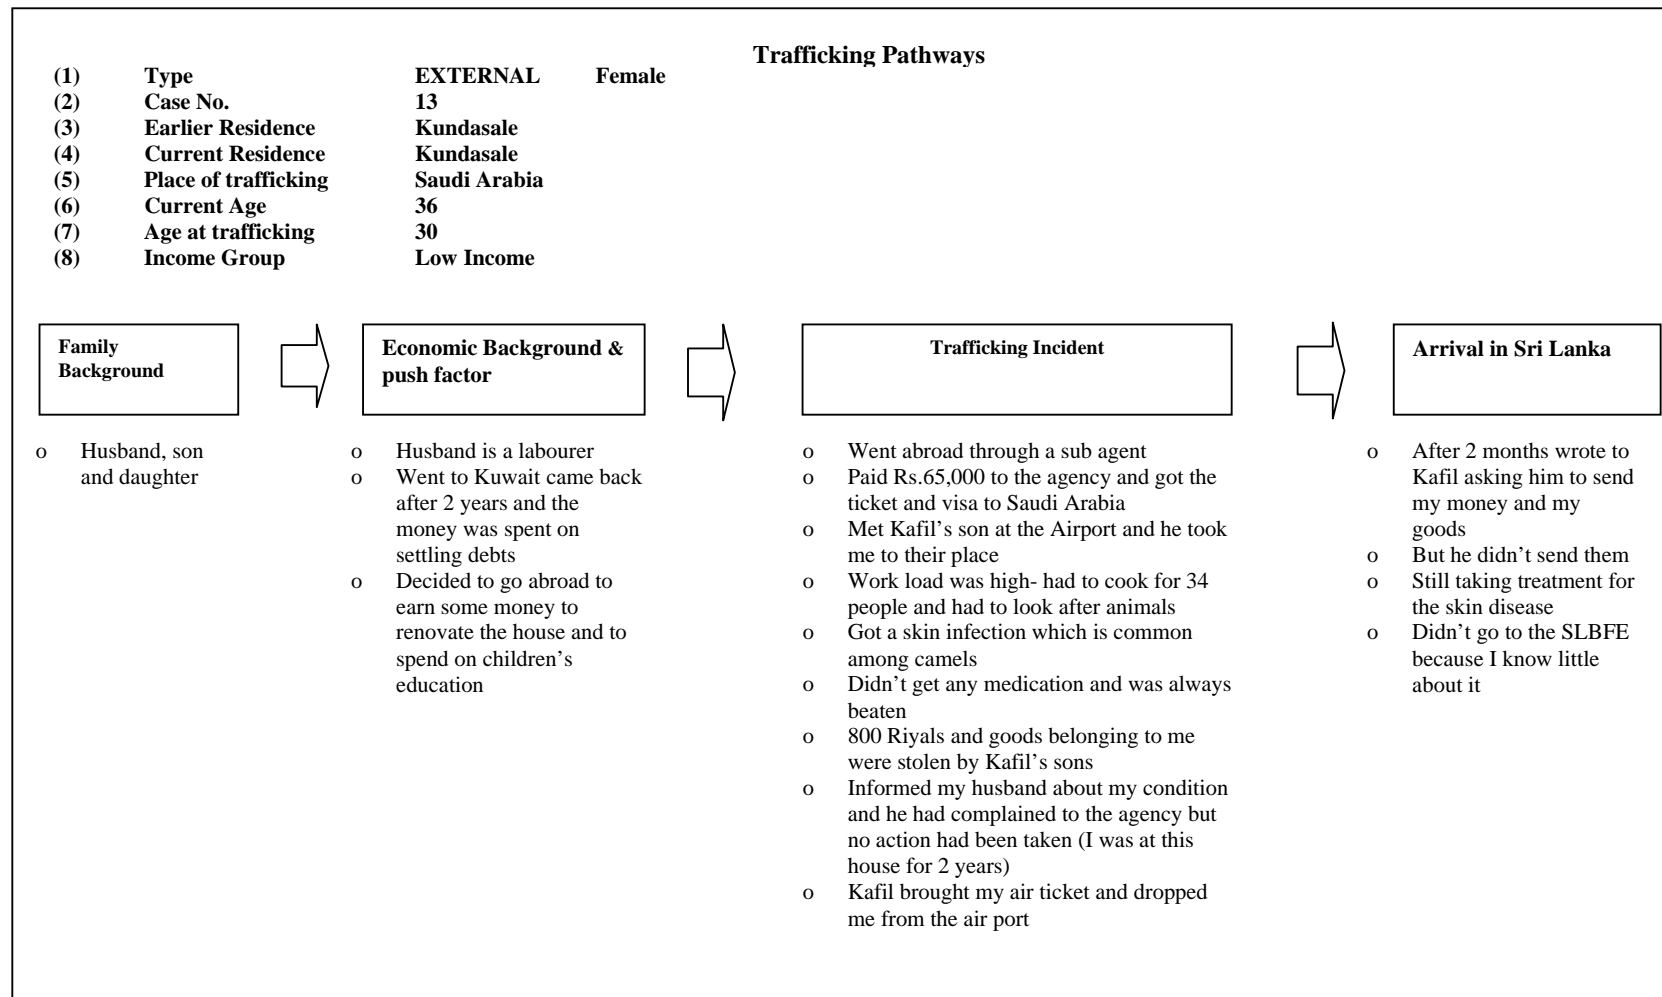 Trafficking Pathways
(1) Type EXTERNAL Female
(2) Case No. 13
(3) Earlier Residence Kundasale
(4) Current Residence Kundasale
(5) Place of trafficking Saudi Arabia
(6) Current Age 36
(7) Age at trafficking 30
(8) Income Group Low Income
Family
Background
o Husband, son
and daughter
Economic Background &
push factor
o Husband is a labourer
o Went to Kuwait came back
after 2 years and the
money was spent on
settling debts
o Decided to go abroad to
earn some money to
renovate the house and to
spend on children’s
education
Trafficking Incident
o Went abroad through a sub agent
o Paid Rs.65,000 to the agency and got the
ticket and visa to Saudi Arabia
o Met Kafil’s son at the Airport and he took
me to their place
o Work load was high- had to cook for 34
people and had to look after animals
o Got a skin infection which is common
among camels
o Didn’t get any medication and was always
beaten
o 800 Riyals and goods belonging to me
were stolen by Kafil’s sons
o Informed my husband about my condition
and he had complained to the agency but
no action had been taken (I was at this
house for 2 years)
o Kafil brought my air ticket and dropped
me from the air port
Arrival in Sri Lanka
o After 2 months wrote to
Kafil asking him to send
my money and my
goods
o But he didn’t send them
o Still taking treatment for
the skin disease
o Didn’t go to the SLBFE
because I know little
about it